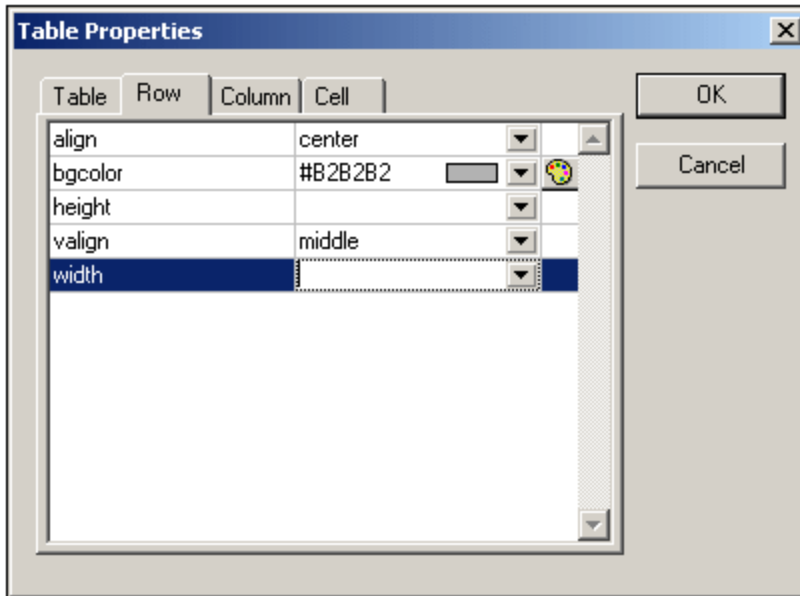 Table Properties
Table Row Column Cell
OK
Cancel
align center
bgcolor #B2B2B2
height
valign middle
width